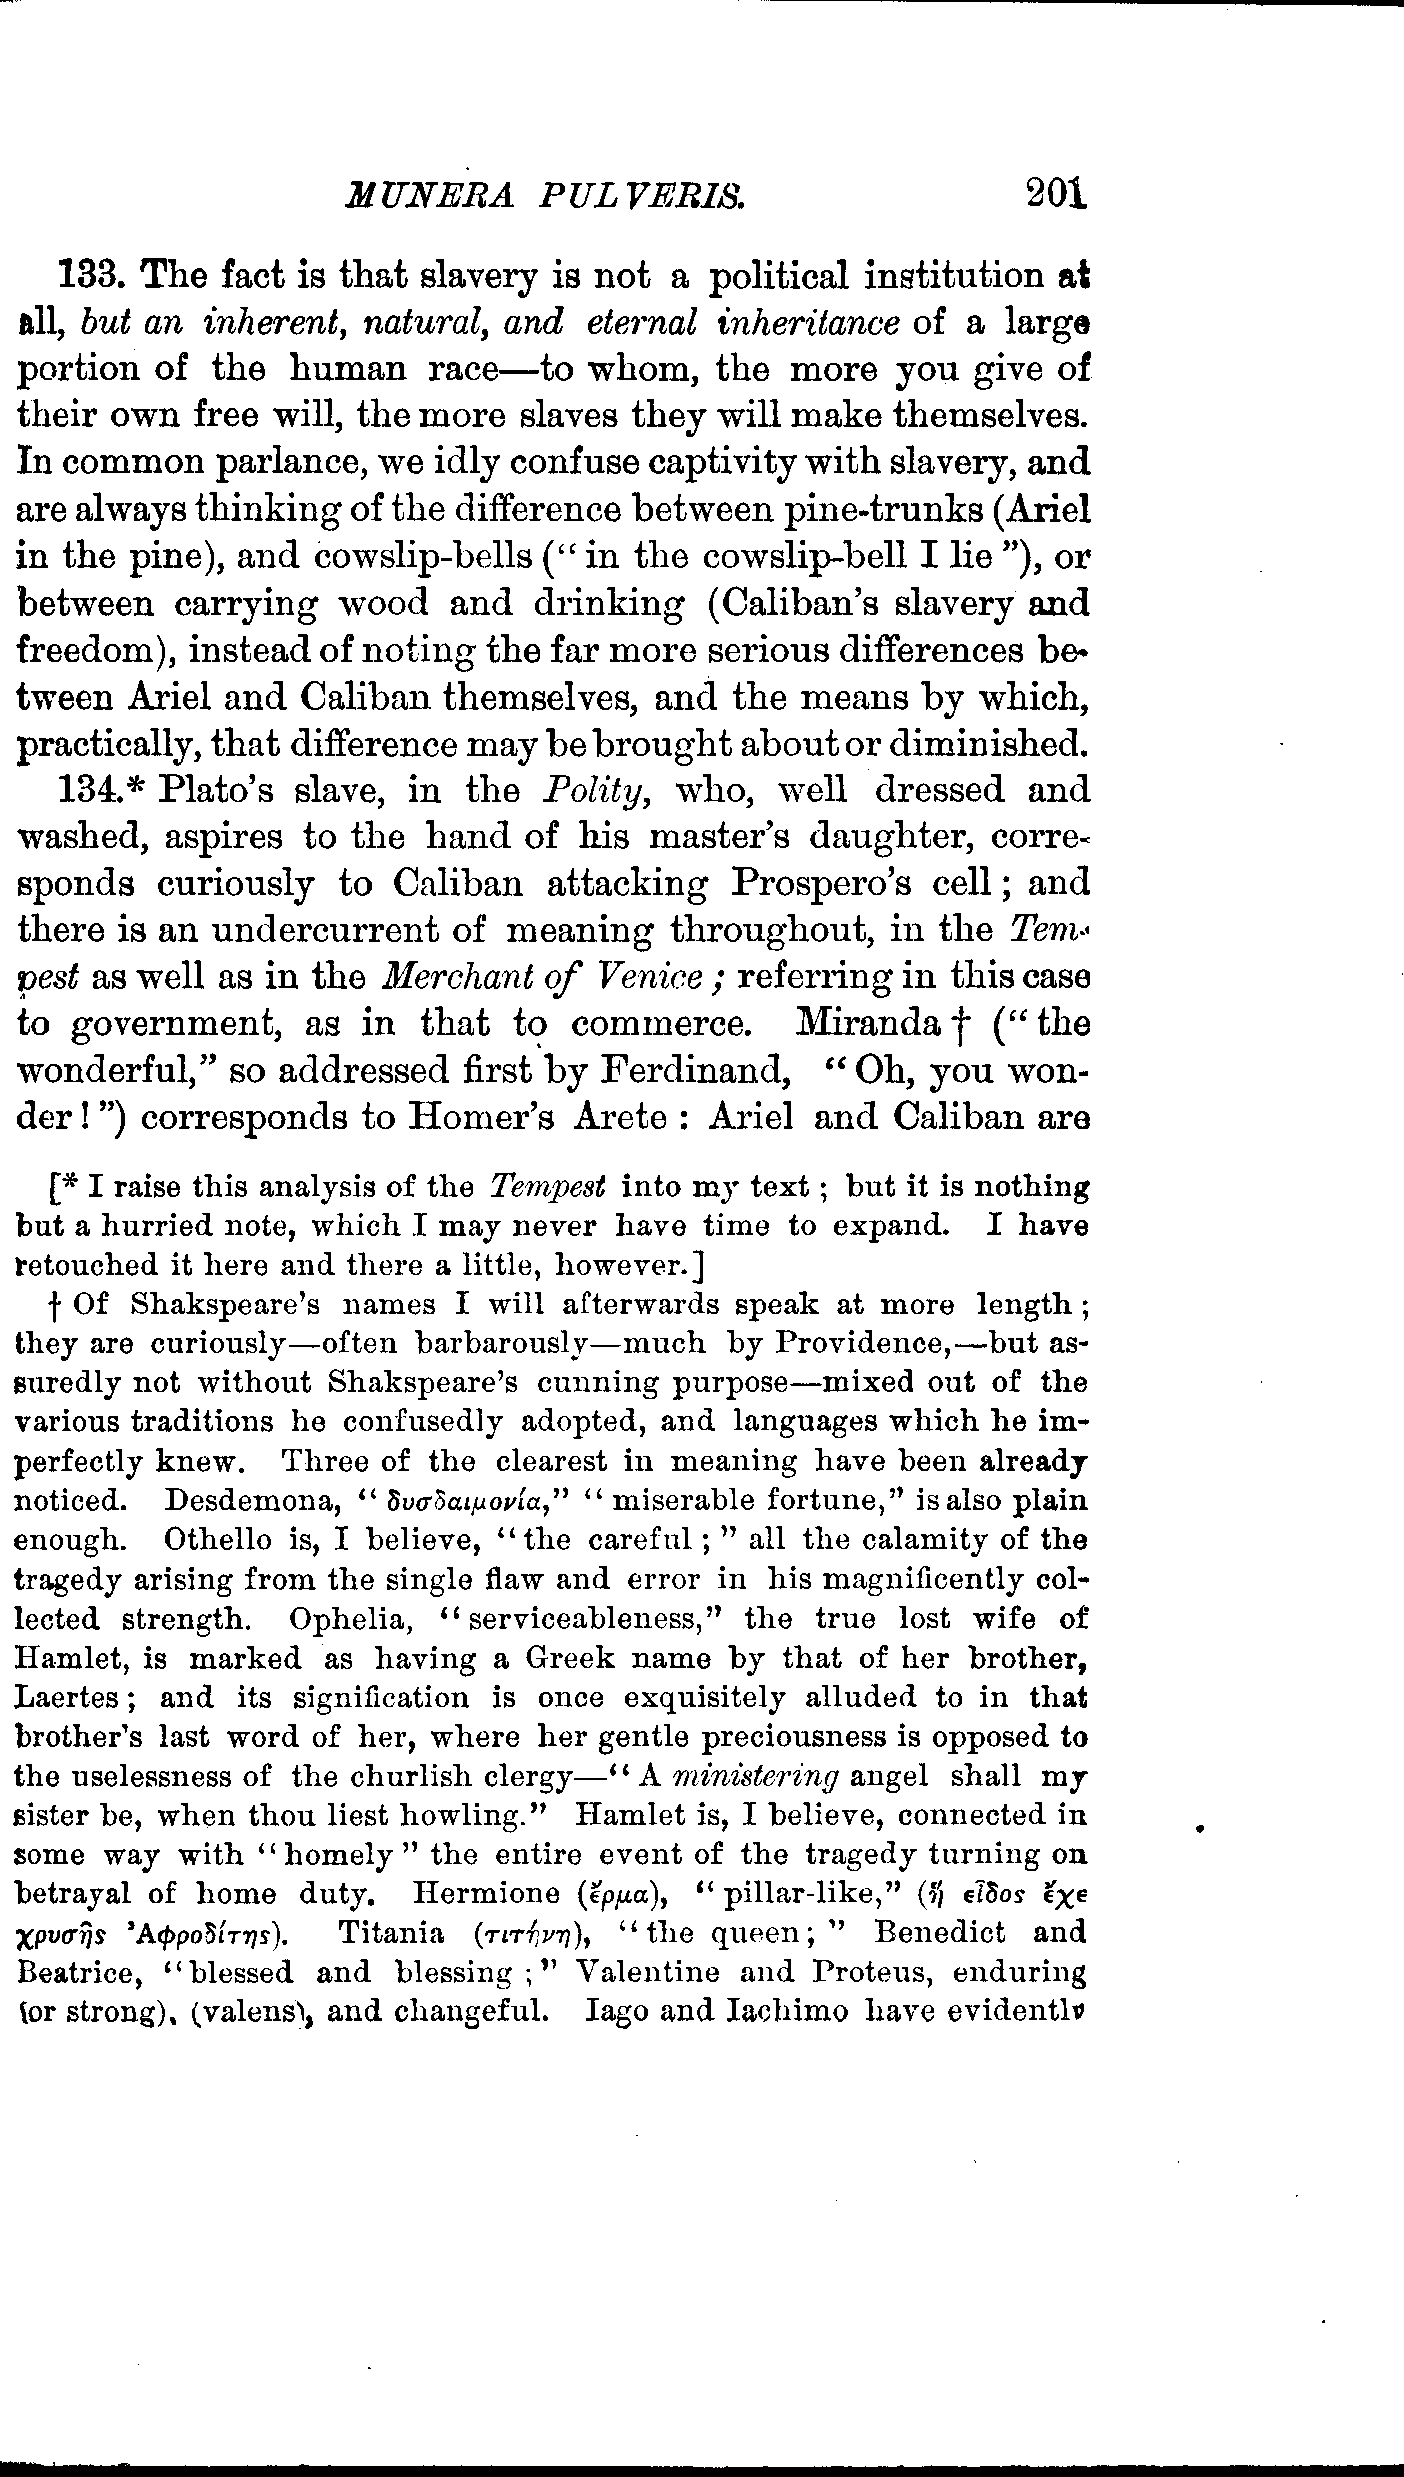 MUNERA PULVERIS. 201
133. The fact is that slavery is not a political institution at
all, but an inherent, natural, and eternal inheritance of a large
portion of the human race—to whom, the more you give of
their own free will, the more slaves they will make themselves.
In common parlance, we idly confuse captivity with slavery, and
are always thinking of the difference between pine-trunks (Ariel
in the pine), and cowslip-bells (“ in the cowslip-bell I lie ”), or
between carrying wood and drinking (Caliban’s slavery and
freedom), instead of noting the far more serious differences be-
tween Ariel and Caliban themselves, and the means by which,
practically, that difference may be brought about or diminished.
134.* Plato’s slave, in the Polity, who, well dressed and
washed, aspires to the hand of his master’s daughter, corre-
sponds curiously to Caliban attacking Prospero’s cell ; and
there is an undercurrent of meaning throughout, in the Tem-
pest as well as in the Merchant of Venice ; referring in this case
to government, as in that to commerce. Miranda † (“ the
wonderful,” so addressed first by Ferdinand, “ Oh, you won-
der ! ”) corresponds to Homer’s Arete : Ariel and Caliban are
[* I raise this analysis of the Tempest into my text ; but it is nothing
but a hurried note, which I may never have time to expand. I have
retouched it here and there a little, however.]
† Of Shakspeare’s names I will afterwards speak at more length ;
they are curiously—often barbarously—much by Providence,—but as-
suredly not without Shakspeare’s cunning purpose—mixed out of the
various traditions he confusedly adopted, and languages which he im-
perfectly knew. Three of the clearest in meaning have been already
noticed. Desdemona, “ δυσδαιμονία,” “ miserable fortune,” is also plain
enough. Othello is, I believe, “ the careful ; ” all the calamity of the
tragedy arising from the single flaw and error in his magnificently col-
lected strength. Ophelia, “ serviceableness,” the true lost wife of
Hamlet, is marked as having a Greek name by that of her brother,
Laertes ; and its signification is once exquisitely alluded to in that
brother’s last word of her, where her gentle preciousness is opposed to
the uselessness of the churlish clergy—“ A ministering angel shall my
sister be, when thou liest howling.” Hamlet is, I believe, connected in
some way with “ homely ” the entire event of the tragedy turning on
betrayal of home duty. Hermione (ἕρμα), “ pillar-like,” (ἣ εἶδος ἔχε
χρυσῆς Ἀφροδίτης). Titania (τιτήνη), “ the queen ; ” Benedict and
Beatrice, “ blessed and blessing ; ” Valentine and Proteus, enduring
(or strong), (valens), and changeful. Iago and Iachimo have evidently